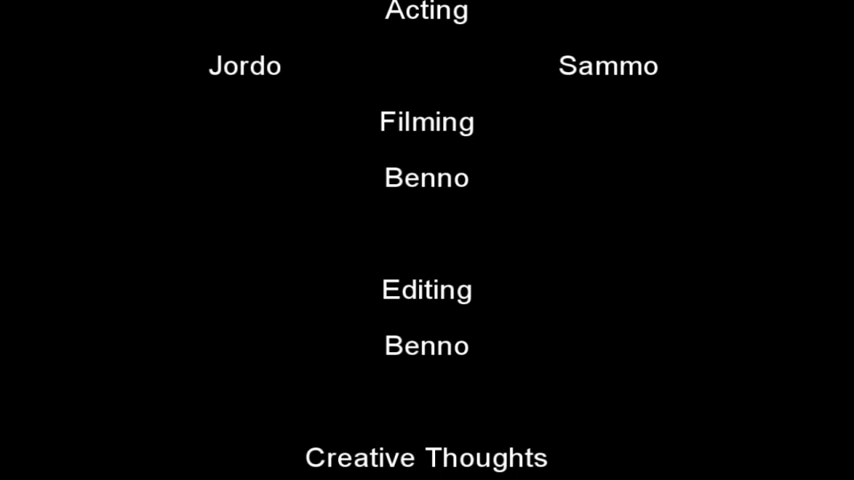 Acting
Jordo Sammo
Filming
Benno
Editing
Benno
Creative Thoughts